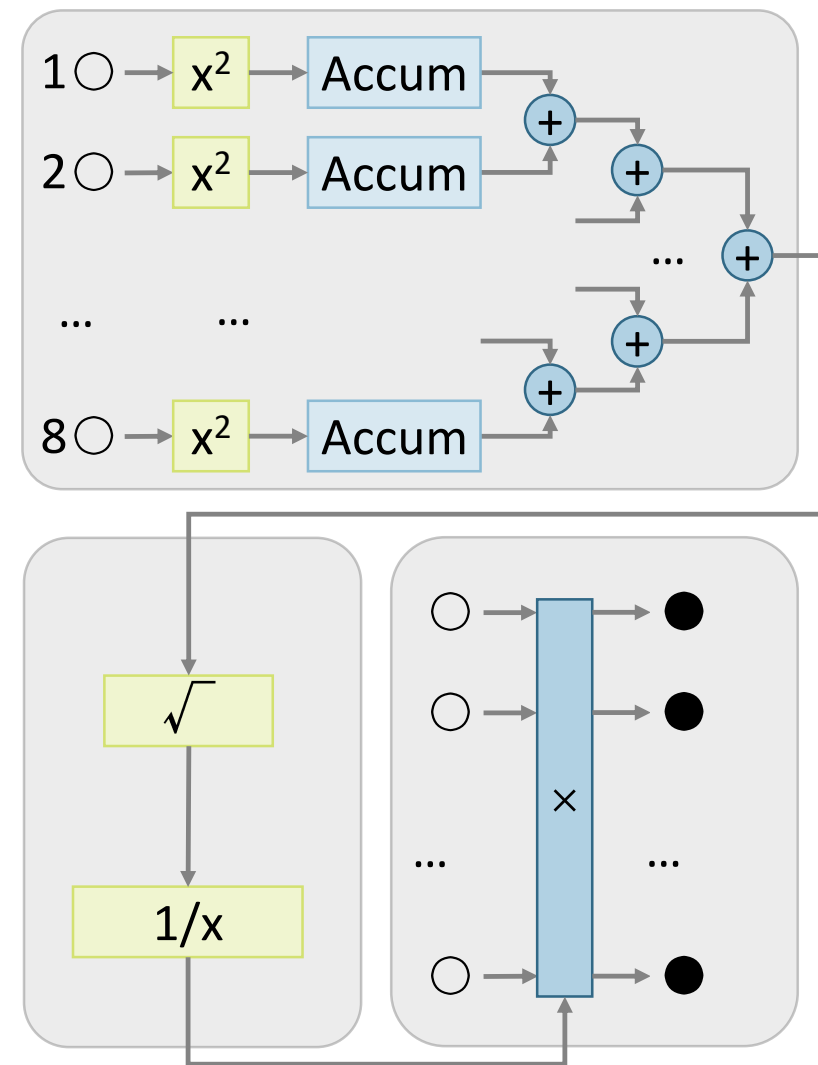 1 x² Accum
+
2 x² Accum
+
...
+
... ...
+
+
8 x² Accum
√
×
... ...
1/x